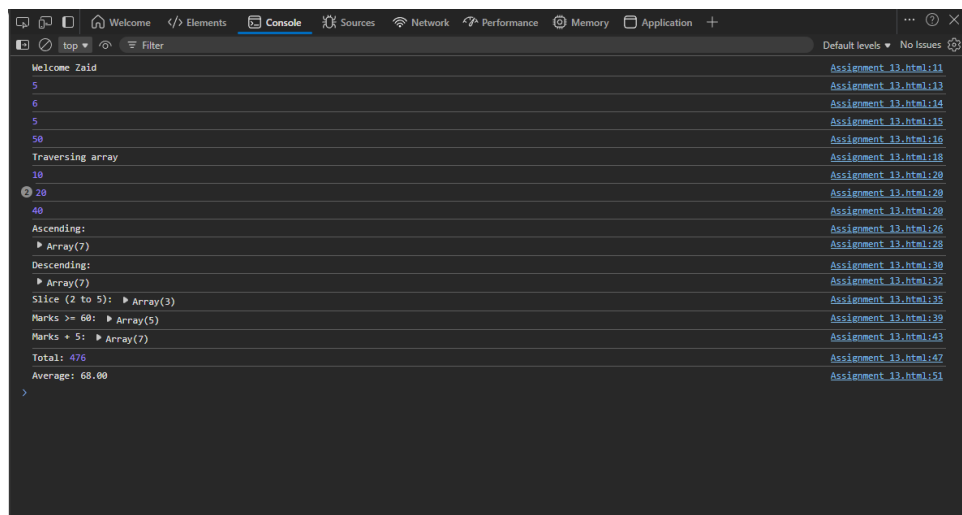 Welcome </> Elements Console Sources Network Performance Memory Application
top Filter Default levels No Issues
Welcome Zaid Assignment 13.html:11
5 Assignment 13.html:13
6 Assignment 13.html:14
5 Assignment 13.html:15
50 Assignment 13.html:16
Traversing array Assignment 13.html:18
10 Assignment 13.html:20
2 20 Assignment 13.html:20
40 Assignment 13.html:20
Ascending: Assignment 13.html:26
Array(7) Assignment 13.html:28
Descending: Assignment 13.html:30
Array(7) Assignment 13.html:32
Slice (2 to 5): Array(3) Assignment 13.html:35
Marks >= 60: Array(5) Assignment 13.html:39
Marks + 5: Array(7) Assignment 13.html:43
Total: 476 Assignment 13.html:47
Average: 68.00 Assignment 13.html:51